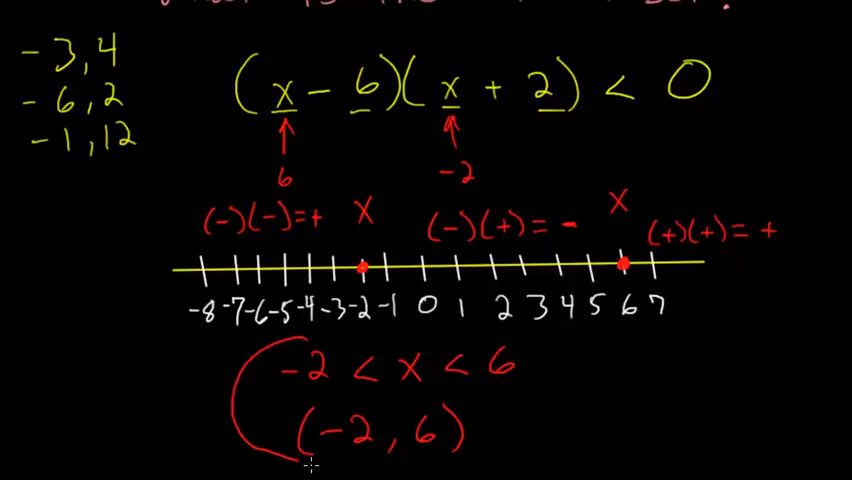 - 3, 4
- 6, 2
- 1, 12
(x - 6)(x + 2) < 0
6
-2
(-)(-)=+ X (-)(+) = - X (+)(+) = +
-8 -7 -6 -5 -4 -3 -2 -1 0 1 2 3 4 5 6 7
-2 < x < 6
(-2, 6)